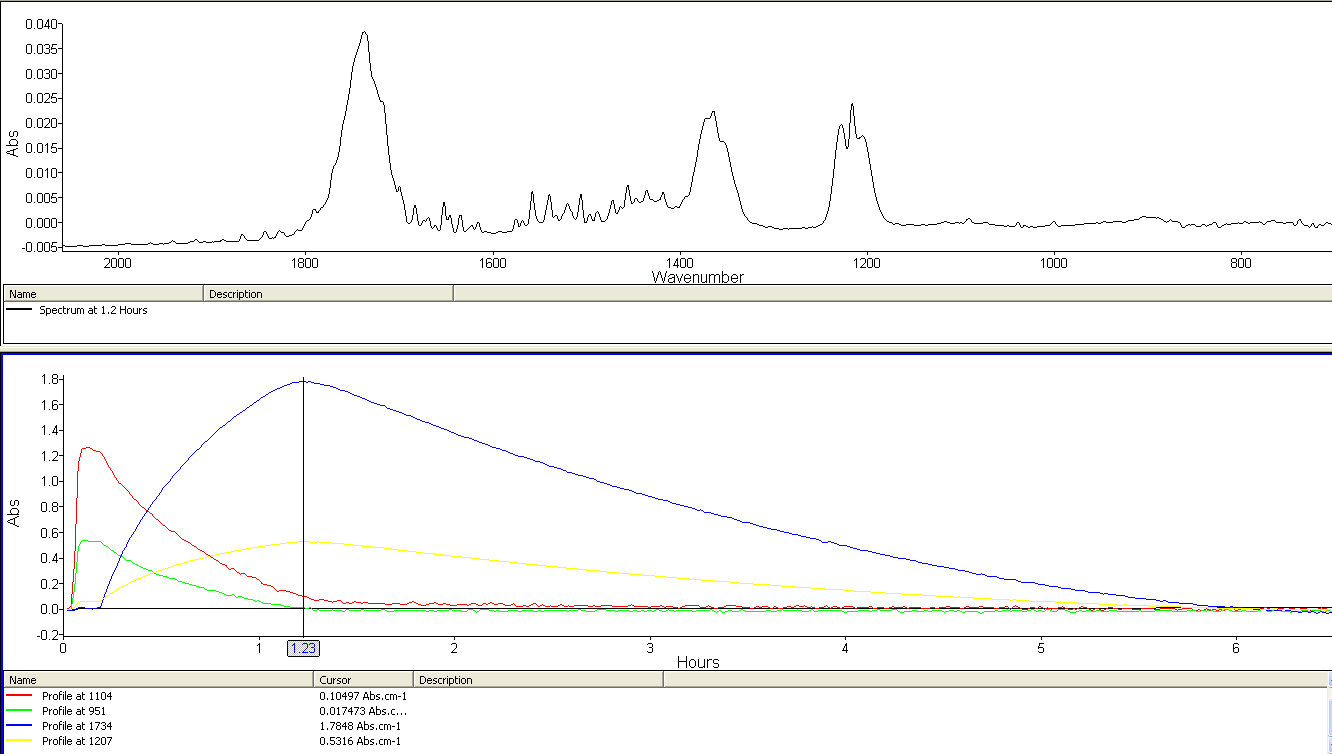 0.040
0.035
0.030
0.025
0.020
0.015
0.010
0.005
0.000
-0.005
Abs
2000 1800 1600 1400 1200 1000 800
Wavenumber
Name Description
Spectrum at 1.2 Hours
1.8
1.6
1.4
1.2
1.0
0.8
0.6
0.4
0.2
0.0
-0.2
Abs
0 1 1.23 2 3 4 5 6
Hours
Name Cursor Description
Profile at 1104 0.10497 Abs.cm-1
Profile at 951 0.017473 Abs.c...
Profile at 1734 1.7848 Abs.cm-1
Profile at 1207 0.5316 Abs.cm-1